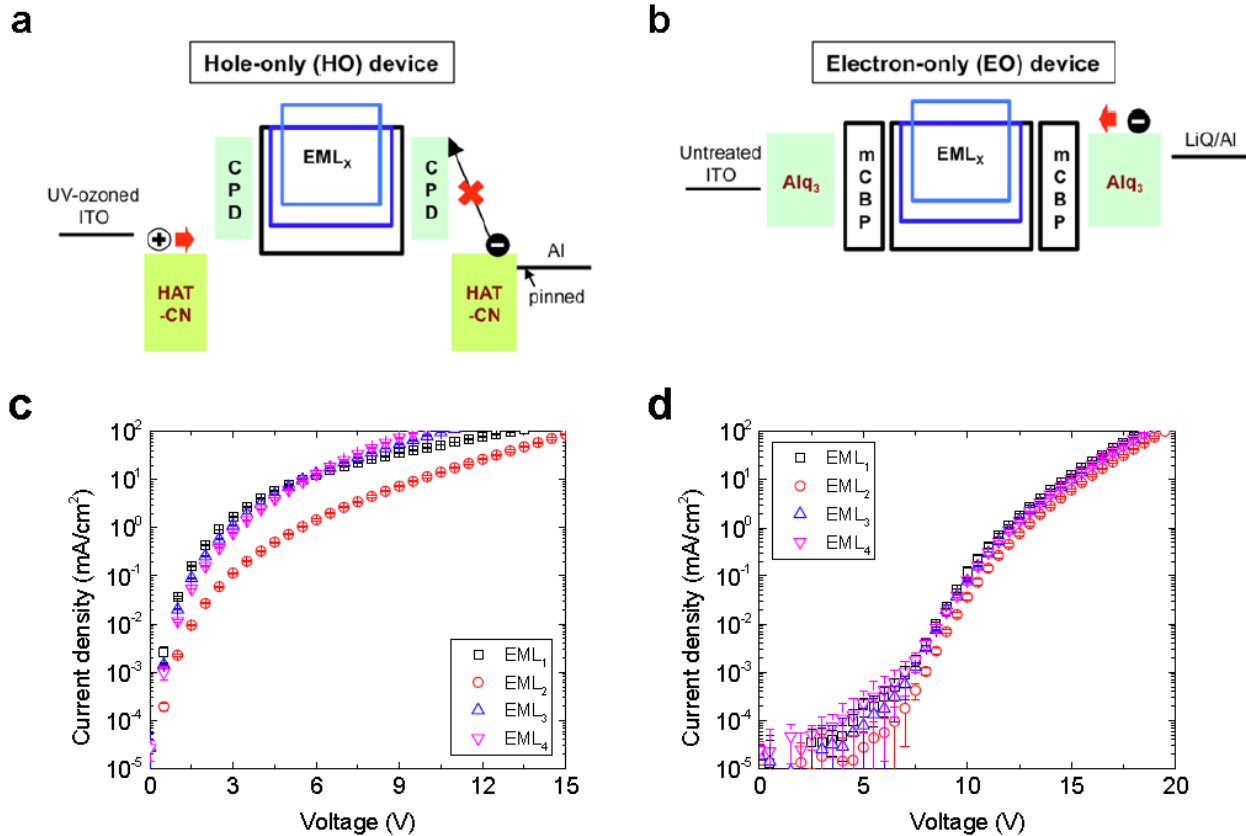 a
Hole-only (HO) device
UV-ozoned
ITO
HAT
-CN
C
P
D
EMLX
C
P
D
HAT
-CN
Al
pinned
b
Electron-only (EO) device
Untreated
ITO
Alq3
m
C
B
P
EMLX
m
C
B
P
Alq3
LiQ/Al
c
Current density (mA/cm2)
10^2
10^1
10^0
10^-1
10^-2
10^-3
10^-4
10^-5
EML1
EML2
EML3
EML4
0 3 6 9 12 15
Voltage (V)
d
Current density (mA/cm2)
10^2
10^1
10^0
10^-1
10^-2
10^-3
10^-4
10^-5
EML1
EML2
EML3
EML4
0 5 10 15 20
Voltage (V)